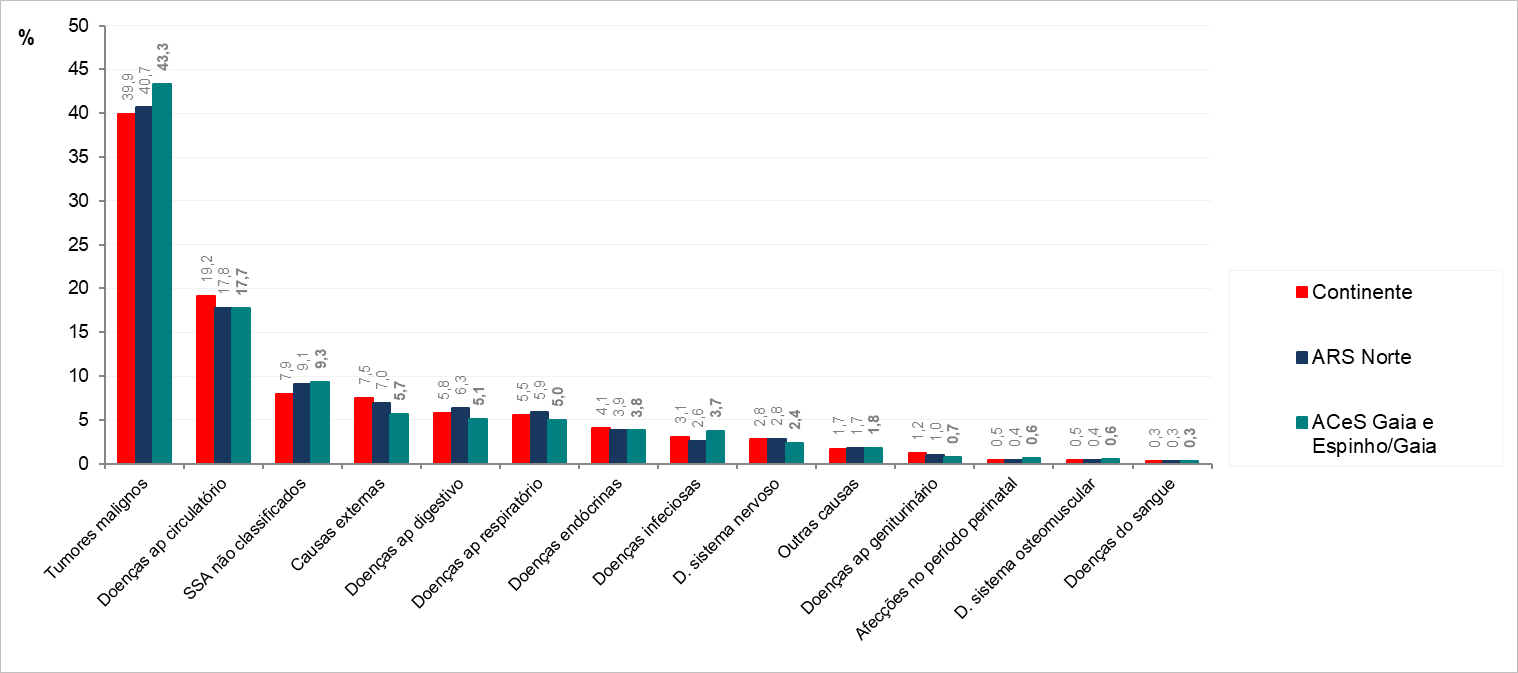 %
50
45
40
35
30
25
20
15
10
5
0
39,9 40,7 43,3
19,2 17,8 17,7
7,9 9,1 9,3
7,5 7,0 5,7
5,8 6,3 5,1
5,5 5,9 5,0
4,1 3,9 3,8
3,1 2,6 3,7
2,8 2,8 2,4
1,7 1,7 1,8
1,2 1,0 0,7
0,5 0,4 0,6
0,5 0,4 0,6
0,3 0,3 0,3
Tumores malignos
Doenças ap circulatório
SSA não classificados
Causas externas
Doenças ap digestivo
Doenças ap respiratório
Doenças endócrinas
Doenças infeciosas
D. sistema nervoso
Outras causas
Doenças ap geniturinário
Afecções no período perinatal
D. sistema osteomuscular
Doenças do sangue
Continente
ARS Norte
ACeS Gaia e
Espinho/Gaia